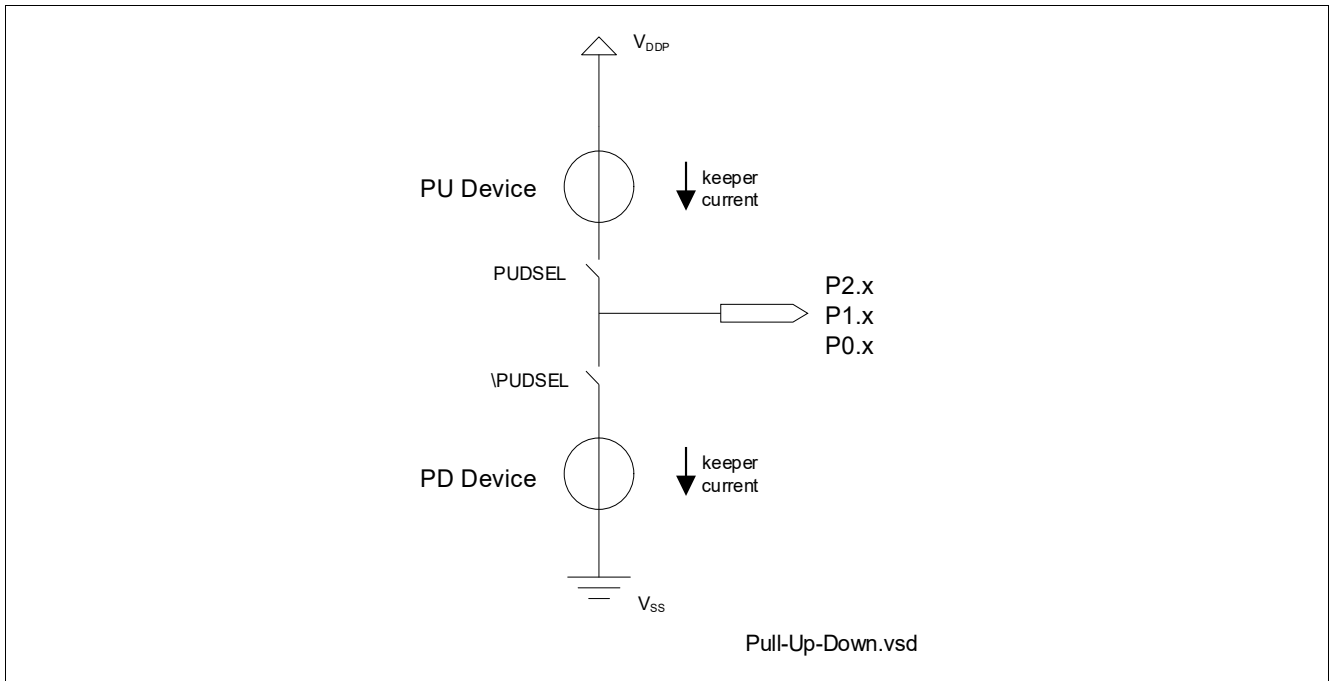 VDDP
PU Device
keeper
current
PUDSEL
P2.x
P1.x
P0.x
\PUDSEL
PD Device
keeper
current
VSS
Pull-Up-Down.vsd